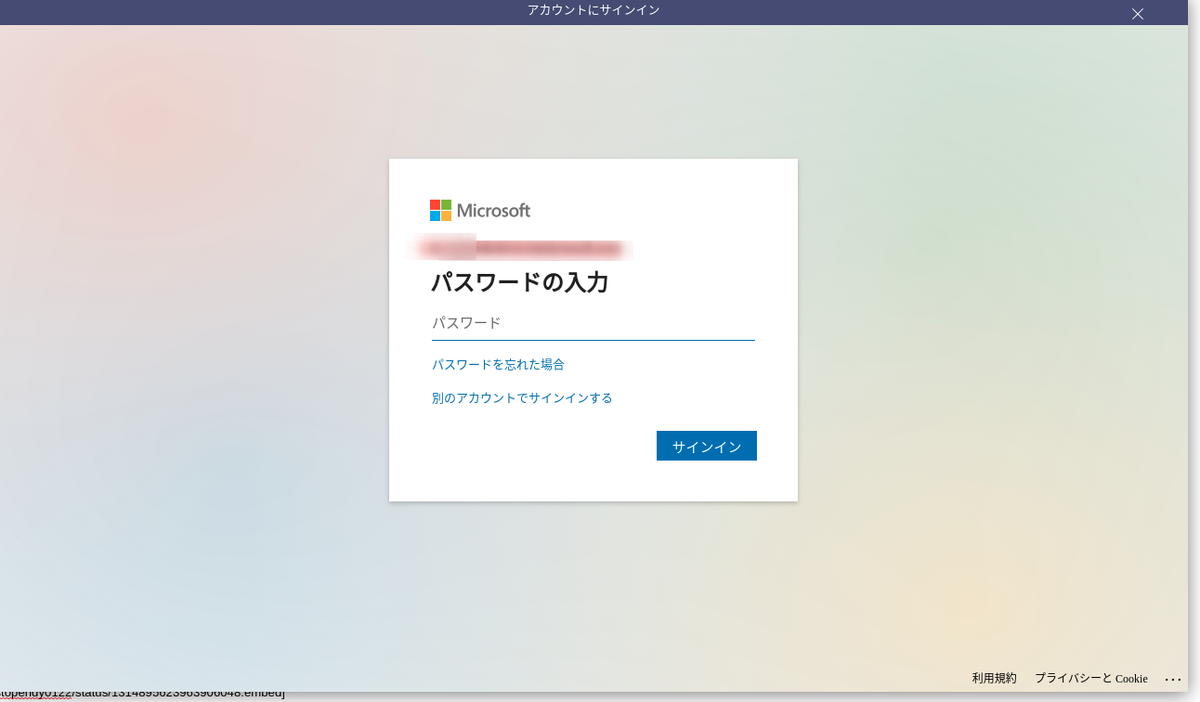 アカウントにサインイン
Microsoft
パスワードの入力
パスワード
パスワードを忘れた場合
別のアカウントでサインインする
サインイン
利用規約 プライバシーと Cookie ...
/status/1314895623963906048:embed]